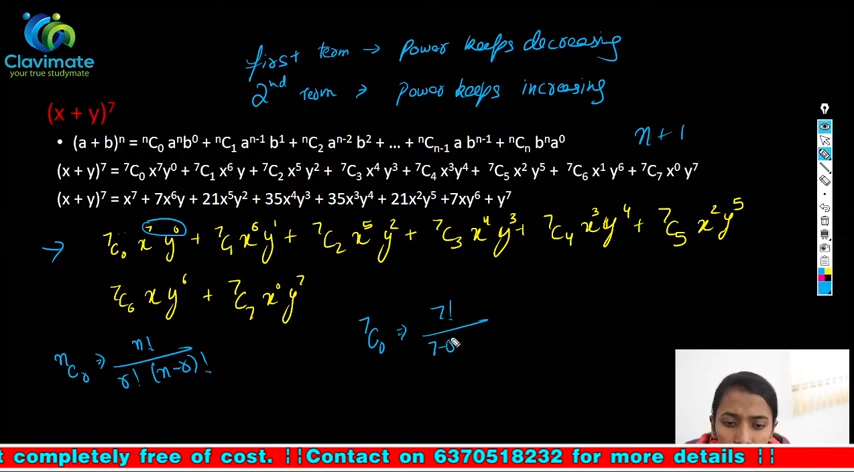 Clavimate
your true studymate
first term → Power keeps decreasing
2nd term → Power keeps increasing
(x + y)⁷
n + 1
• (a + b)ⁿ = ⁿC₀ aⁿb⁰ + ⁿC₁ aⁿ⁻¹ b¹ + ⁿC₂ aⁿ⁻² b² + ... + ⁿCₙ₋₁ a bⁿ⁻¹ + ⁿCₙ bⁿa⁰
(x + y)⁷ = ⁷C₀ x⁷y⁰ + ⁷C₁ x⁶ y + ⁷C₂ x⁵ y² + ⁷C₃ x⁴ y³ + ⁷C₄ x³y⁴ + ⁷C₅ x² y⁵ + ⁷C₆ x¹ y⁶ + ⁷C₇ x⁰ y⁷
(x + y)⁷ = x⁷ + 7x⁶y + 21x⁵y² + 35x⁴y³ + 35x³y⁴ + 21x²y⁵ +7xy⁶ + y⁷
→ ⁷C₀ x⁷ y⁰ + ⁷C₁ x⁶ y¹ + ⁷C₂ x⁵ y² + ⁷C₃ x⁴ y³ + ⁷C₄ x³ y⁴ + ⁷C₅ x² y⁵
⁷C₆ x y⁶ + ⁷C₇ x⁰ y⁷
ⁿCᵣ ⇒ n! / r! (n-r)!
⁷C₀ ⇒ 7! / 7-0
t completely free of cost. ¦¦Contact on 6370518232 for more details ¦¦